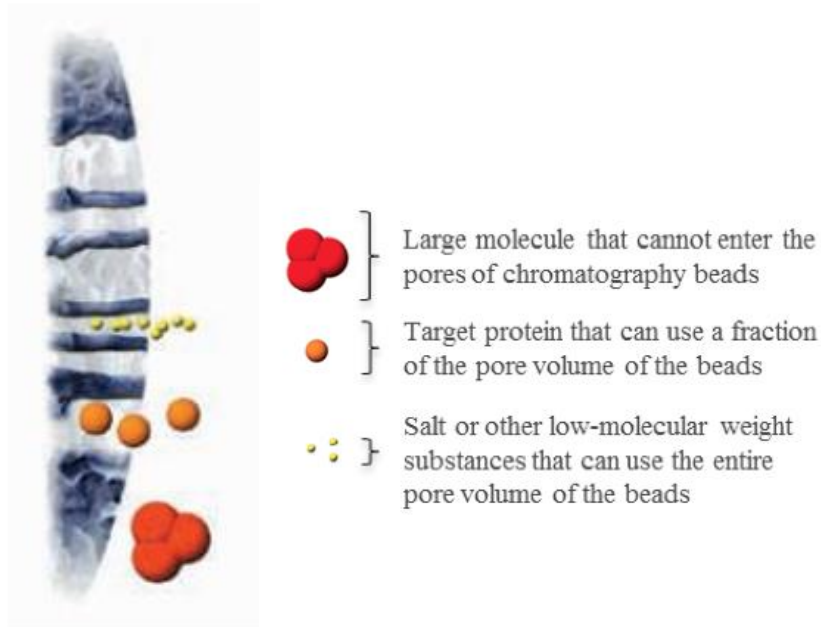 Large molecule that cannot enter the
pores of chromatography beads
Target protein that can use a fraction
of the pore volume of the beads
Salt or other low-molecular weight
substances that can use the entire
pore volume of the beads